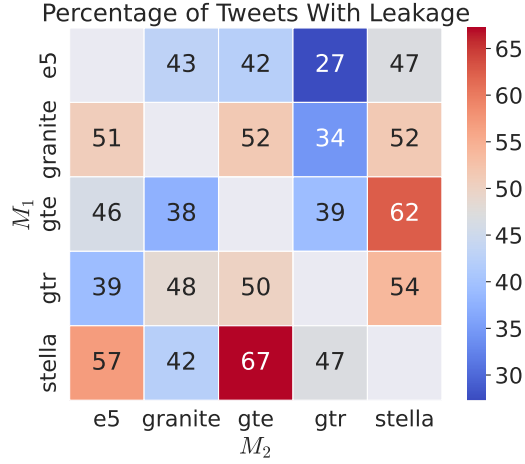 Percentage of Tweets With Leakage
e5 43 42 27 47
granite 51 52 34 52
gte 46 38 39 62
gtr 39 48 50 54
stella 57 42 67 47
e5 granite gte gtr stella
M₁
M₂
65
60
55
50
45
40
35
30